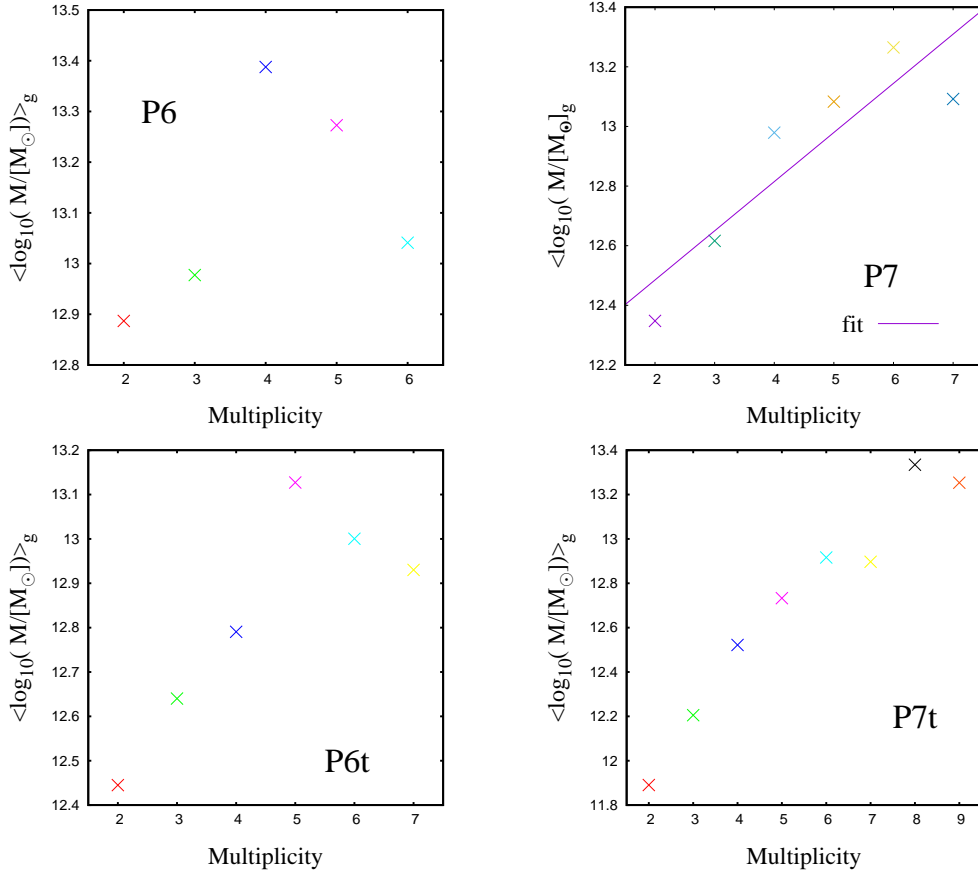 13.5
13.4
13.3
13.2
13.1
13
12.9
12.8
<log10( M/[M⊙])>g
P6
2 3 4 5 6
Multiplicity
13.4
13.2
13
12.8
12.6
12.4
12.2
<log10( M/[M⊙]g
P7
fit
2 3 4 5 6 7
Multiplicity
13.2
13.1
13
12.9
12.8
12.7
12.6
12.5
12.4
<log10( M/[M⊙])>g
P6t
2 3 4 5 6 7
Multiplicity
13.4
13.2
13
12.8
12.6
12.4
12.2
12
11.8
<log10( M/[M⊙])>g
P7t
2 3 4 5 6 7 8 9
Multiplicity